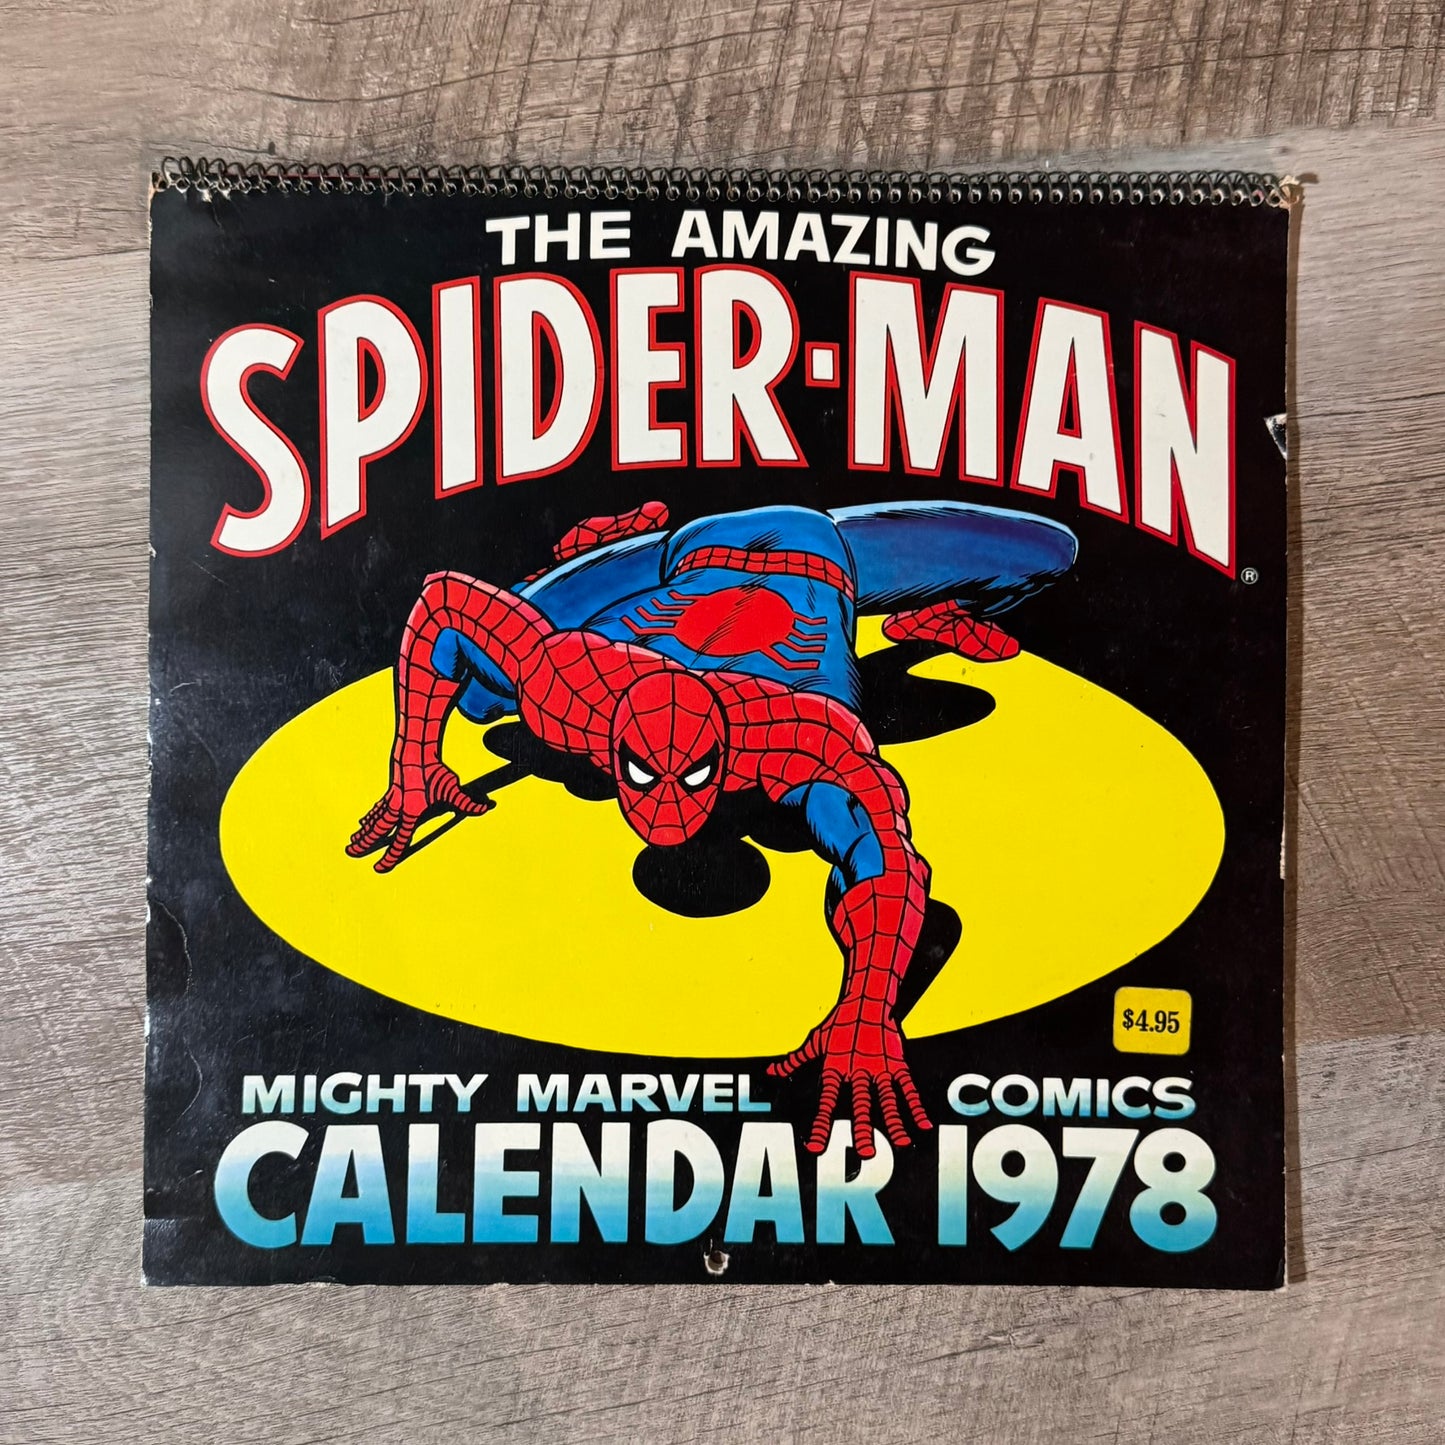 THE AMAZING
SPIDER-MAN®
$4.95
MIGHTY MARVEL COMICS
CALENDAR 1978